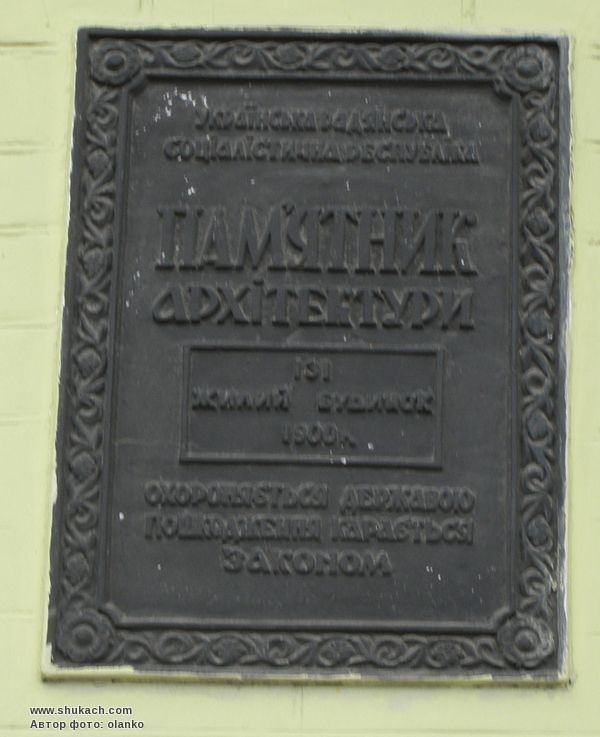 УКРАЇНСЬКА РАДЯНСЬКА
СОЦІАЛІСТИЧНА РЕСПУБЛІКА
ПАМ'ЯТНИК
АРХІТЕКТУРИ
131
ЖИЛИЙ БУДИНОК
1900 р.
ОХОРОНЯЄТЬСЯ ДЕРЖАВОЮ
ПОШКОДЖЕННЯ КАРАЄТЬСЯ
ЗАКОНОМ
www.shukach.com
Автор фото: olanko